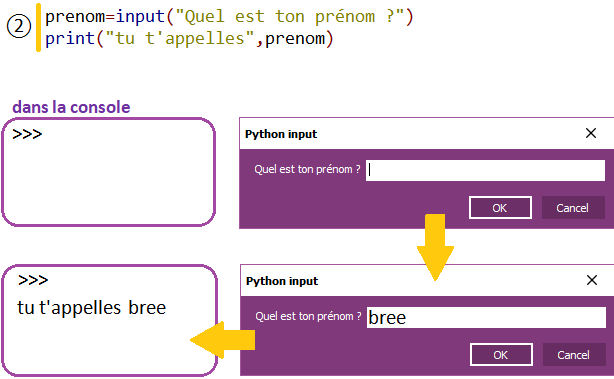 ② prenom=input("Quel est ton prénom ?")
print("tu t'appelles",prenom)
dans la console
>>>
Python input
Quel est ton prénom ?
OK Cancel
>>>
tu t'appelles bree
Python input
Quel est ton prénom ? bree
OK Cancel